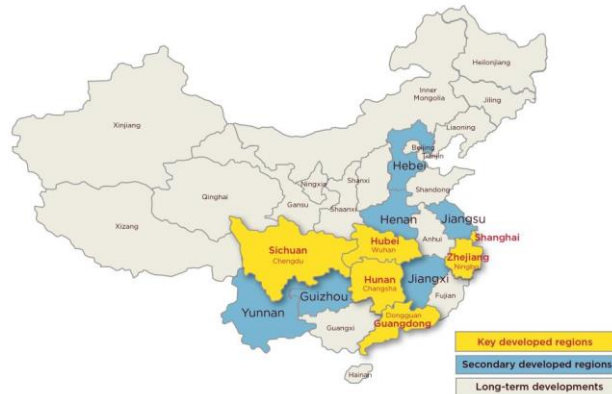 Heilonjiang
Inner
Mongolia
Jiling
Xinjiang
Liaoning
Beijing
Tianjin
Hebei
Ningxia
Shanxi
Shandong
Qinghai
Gansu
Shaanxi
Xizang
Henan
Jiangsu
Shanghai
Sichuan
Chengdu
Hubei
Wuhan
Anhui
Zhejiang
Ningbo
Hunan
Changsha
Jiangxi
Yunnan
Guizhou
Fujian
Dongguan
Guangdong
Guangxi
Hainan
Key developed regions
Secondary developed regions
Long-term developments